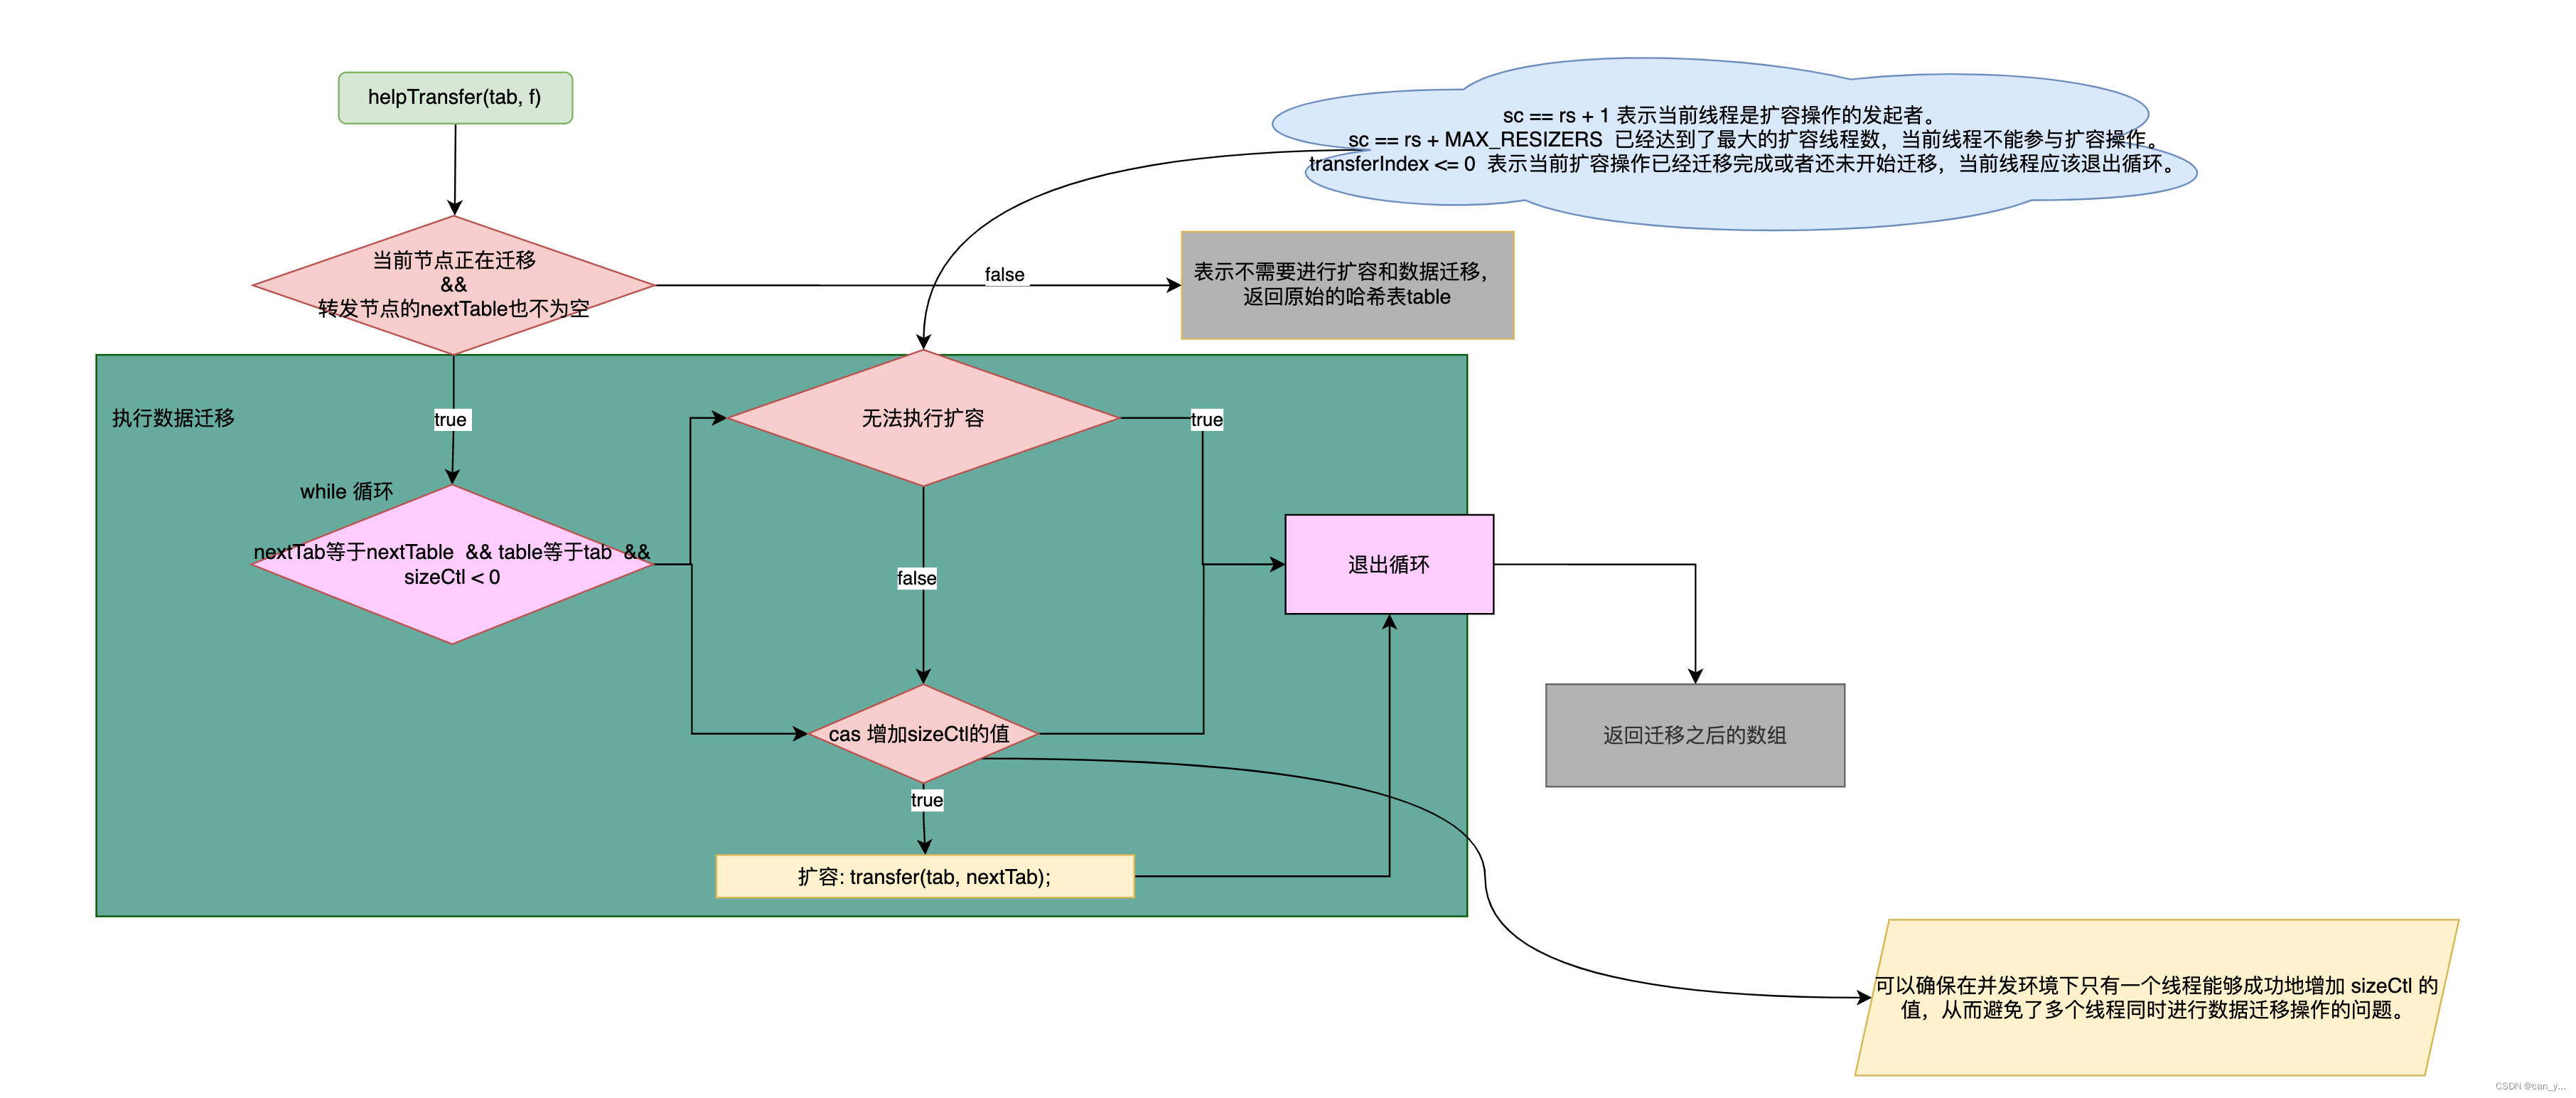 helpTransfer(tab, f)
sc == rs + 1 表示当前线程是扩容操作的发起者。
sc == rs + MAX_RESIZERS  已经达到了最大的扩容线程数，当前线程不能参与扩容操作。
transferIndex <= 0  表示当前扩容操作已经迁移完成或者还未开始迁移，当前线程应该退出循环。
当前节点正在迁移
&&
转发节点的nextTable也不为空
false
表示不需要进行扩容和数据迁移，
返回原始的哈希表table
执行数据迁移
true
无法执行扩容
true
while 循环
nextTab等于nextTable  && table等于tab  &&
sizeCtl < 0
false
退出循环
cas 增加sizeCtl的值
返回迁移之后的数组
true
扩容: transfer(tab, nextTab);
可以确保在并发环境下只有一个线程能够成功地增加 sizeCtl 的
值，从而避免了多个线程同时进行数据迁移操作的问题。
CSDN @can_y...